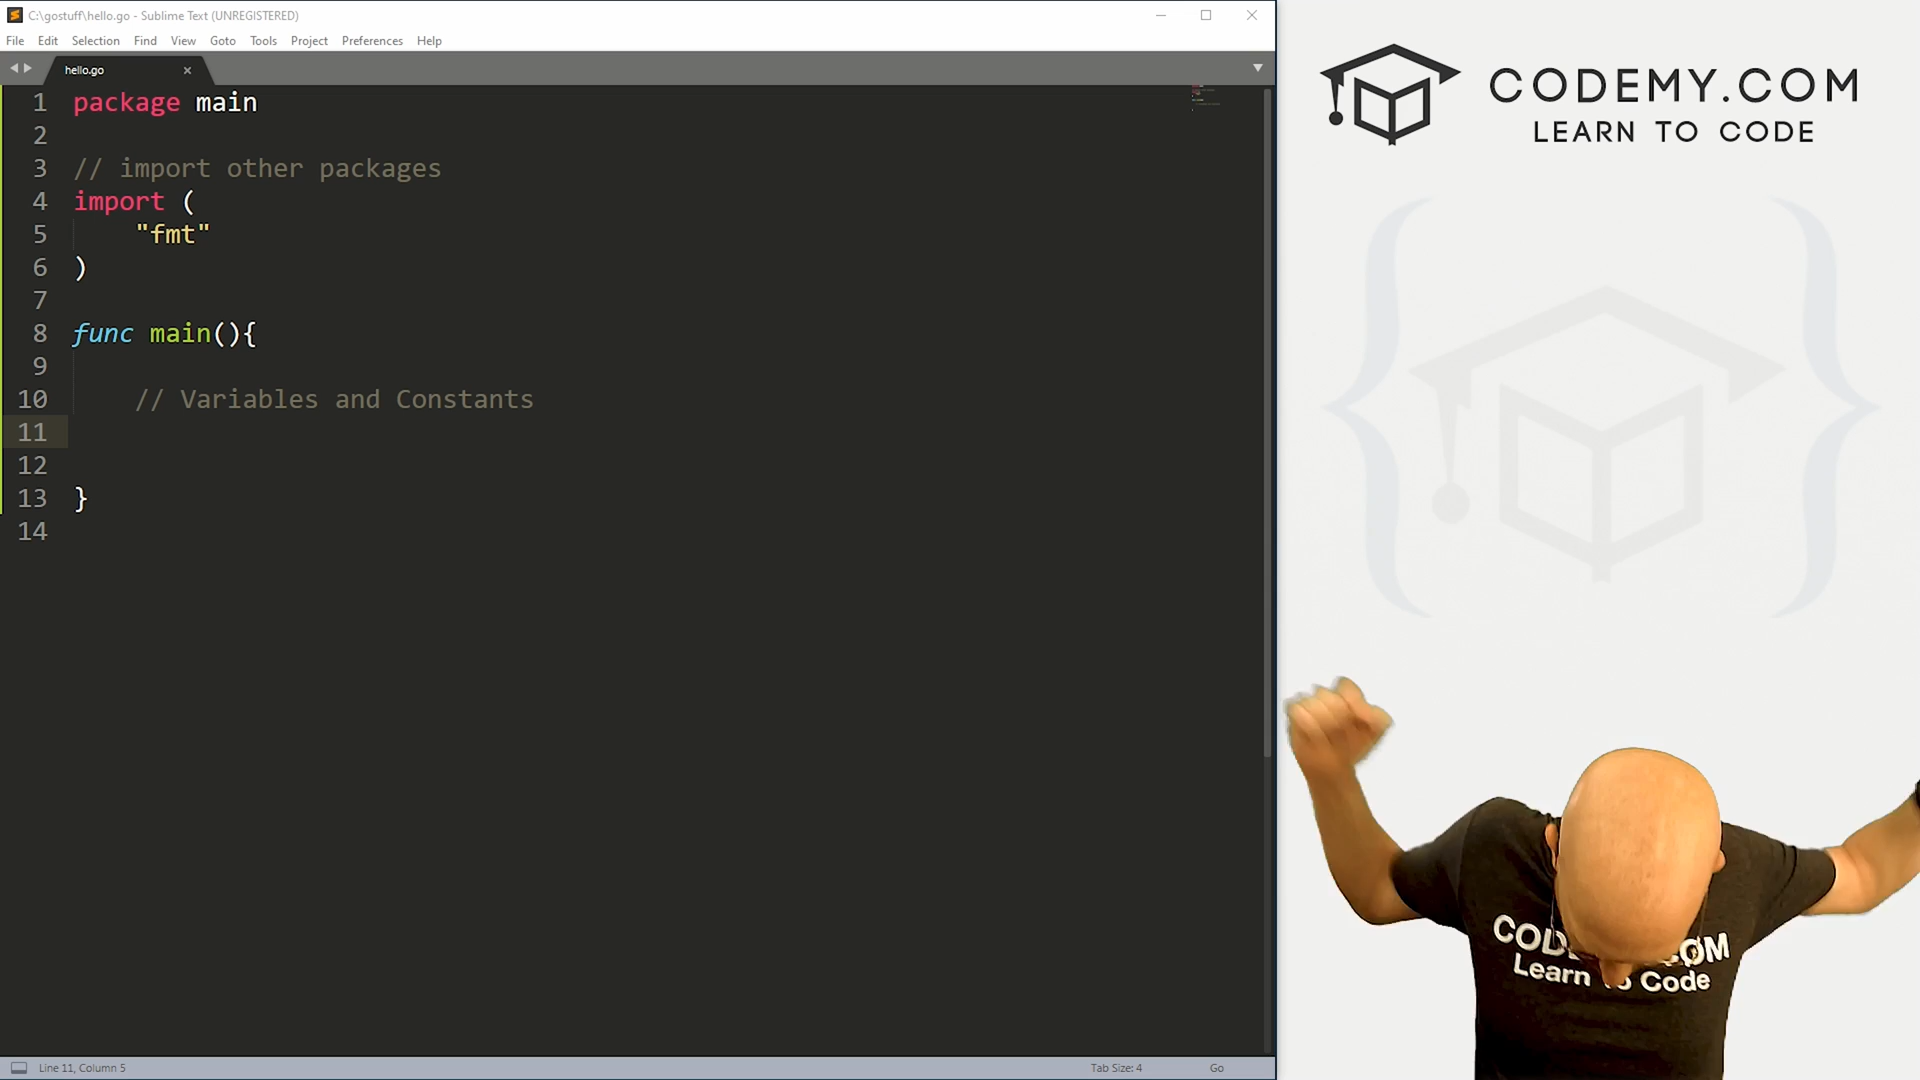 C:\gostuff\hello.go - Sublime Text (UNREGISTERED)
File Edit Selection Find View Goto Tools Project Preferences Help
hello.go
1 package main
2
3 // import other packages
4 import (
5 "fmt"
6 )
7
8 func main(){
9
10 // Variables and Constants
11
12
13 }
14
Line 11, Column 5
Tab Size: 4
Go
CODEMY.COM
LEARN TO CODE
Learn
Code